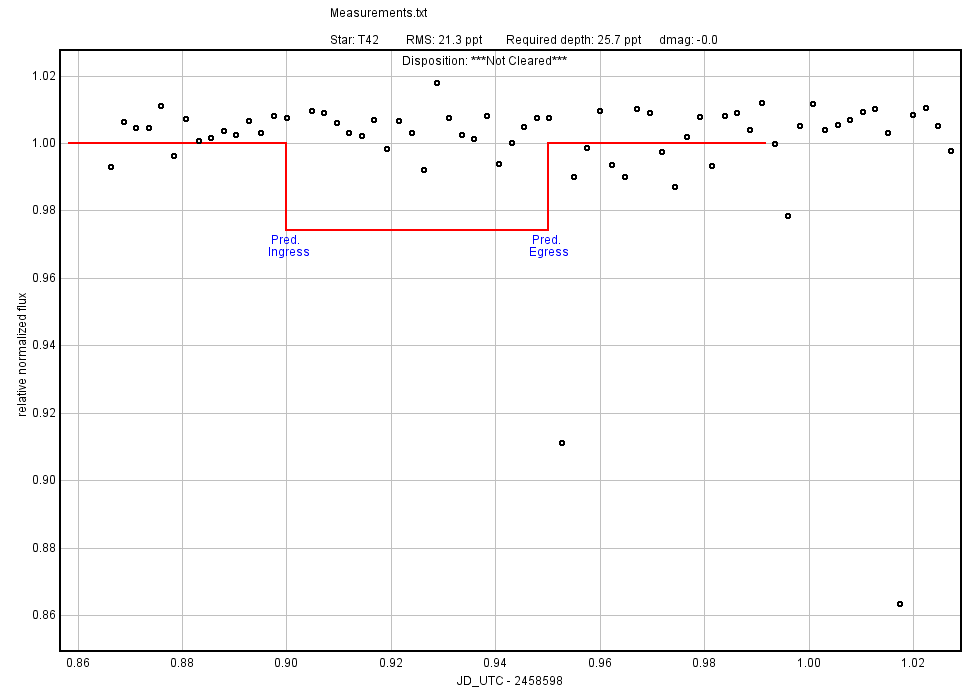 Measurements.txt
Star: T42 RMS: 21.3 ppt Required depth: 25.7 ppt dmag: -0.0
Disposition: ***Not Cleared***
1.02
1.00
0.98
0.96
0.94
0.92
0.90
0.88
0.86
relative normalized flux
Pred.
Ingress
Pred.
Egress
0.86 0.88 0.90 0.92 0.94 0.96 0.98 1.00 1.02
JD_UTC - 2458598